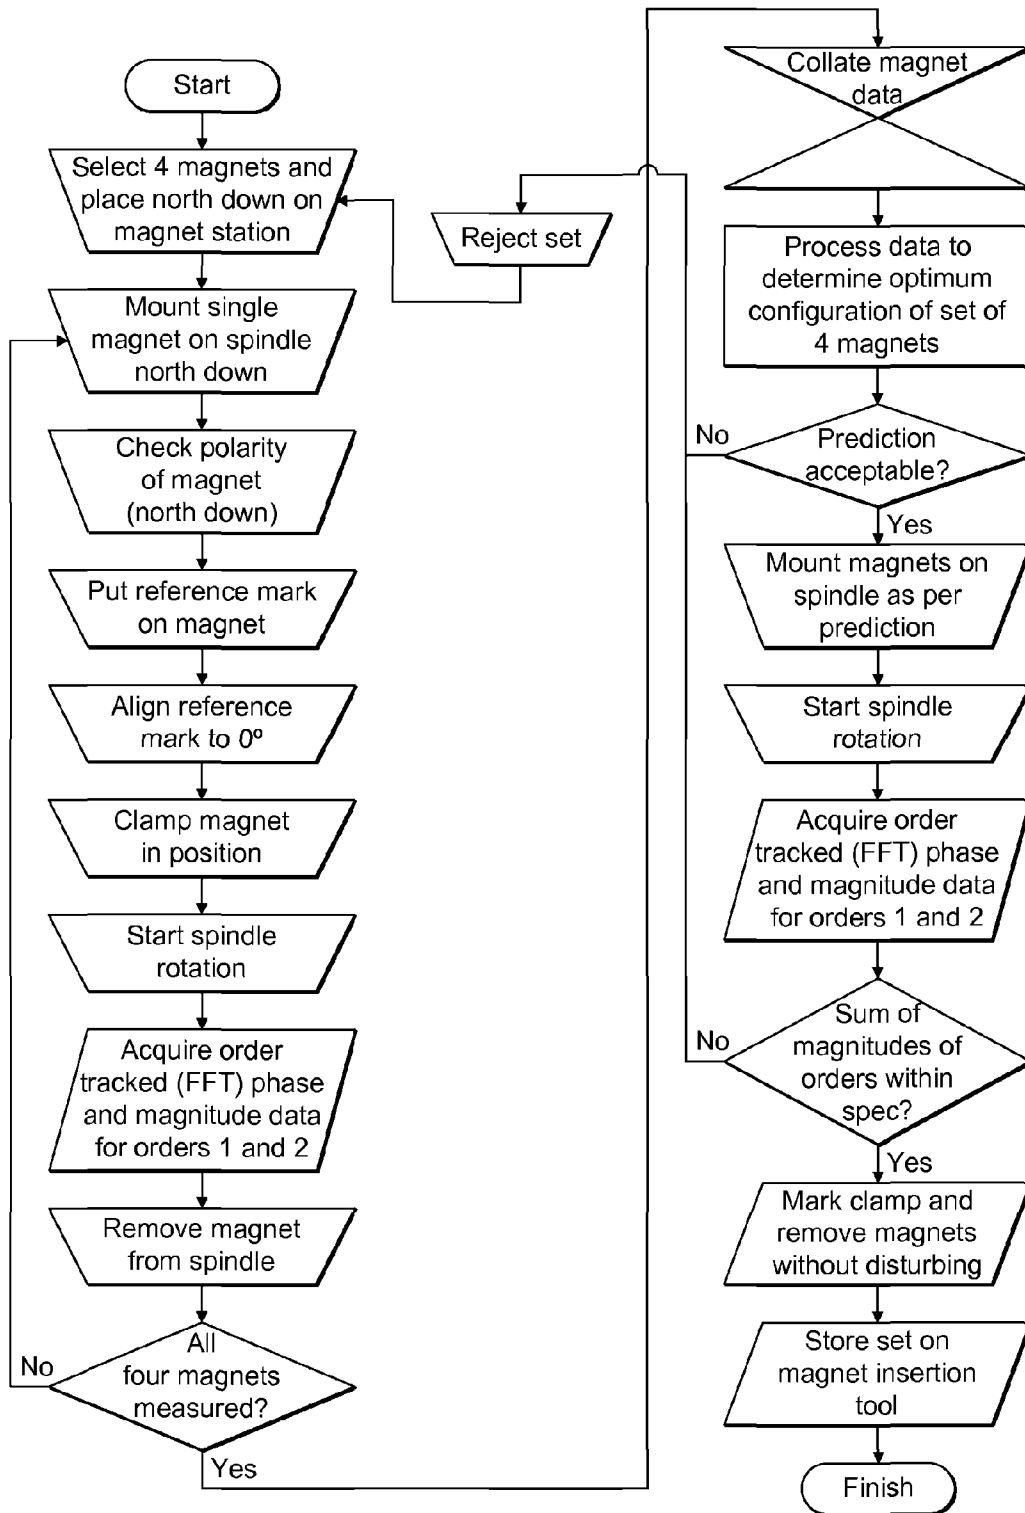 Start
Select 4 magnets and
place north down on
magnet station
Mount single
magnet on spindle
north down
Check polarity
of magnet
(north down)
Put reference mark
on magnet
Align reference
mark to 0º
Clamp magnet
in position
Start spindle
rotation
Acquire order
tracked (FFT) phase
and magnitude data
for orders 1 and 2
Remove magnet
from spindle
All
four magnets
measured?
No
Yes
Reject set
Collate magnet
data
Process data to
determine optimum
configuration of set of
4 magnets
Prediction
acceptable?
No
Yes
Mount magnets on
spindle as per
prediction
Start spindle
rotation
Acquire order
tracked (FFT) phase
and magnitude data
for orders 1 and 2
Sum of
magnitudes of
orders within
spec?
No
Yes
Mark clamp and
remove magnets
without disturbing
Store set on
magnet insertion
tool
Finish